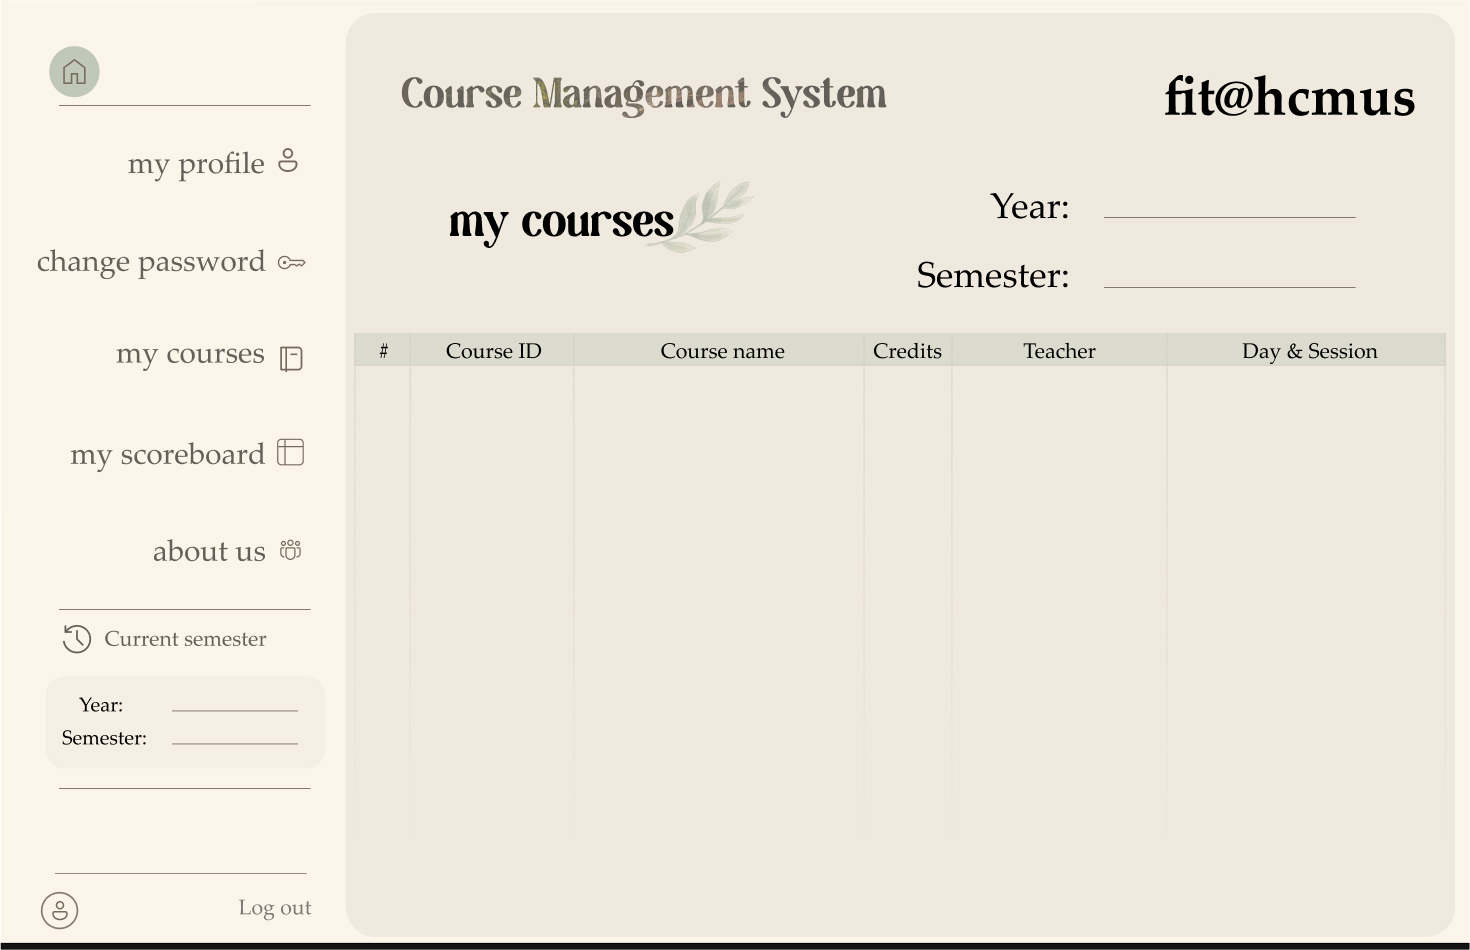 my profile
change password
my courses
my scoreboard
about us
Current semester
Year:
Semester:
Log out
Course Management System
fit@hcmus
my courses
Year:
Semester:
# Course ID Course name Credits Teacher Day & Session